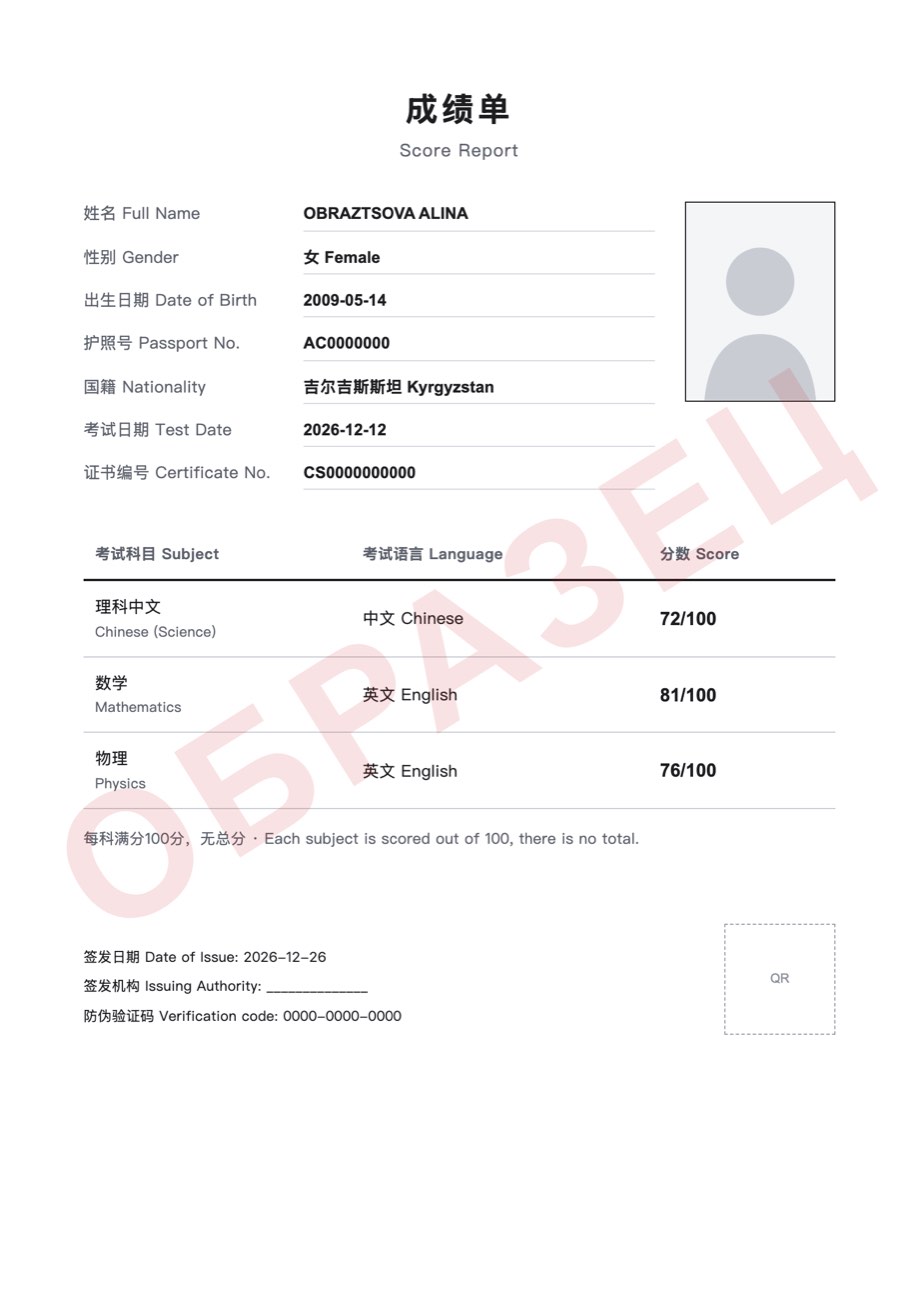 成绩单
Score Report
姓名 Full Name OBRAZTSOVA ALINA
性别 Gender 女 Female
出生日期 Date of Birth 2009-05-14
护照号 Passport No. AC0000000
国籍 Nationality 吉尔吉斯斯坦 Kyrgyzstan
考试日期 Test Date 2026-12-12
证书编号 Certificate No. CS0000000000
考试科目 Subject 考试语言 Language 分数 Score
理科中文
Chinese (Science)
中文 Chinese 72/100
数学
Mathematics
英文 English 81/100
物理
Physics
英文 English 76/100
每科满分100分，无总分 · Each subject is scored out of 100, there is no total.
签发日期 Date of Issue: 2026–12–26
签发机构 Issuing Authority: ______________
防伪验证码 Verification code: 0000–0000–0000
QR
ОБРАЗЕЦ